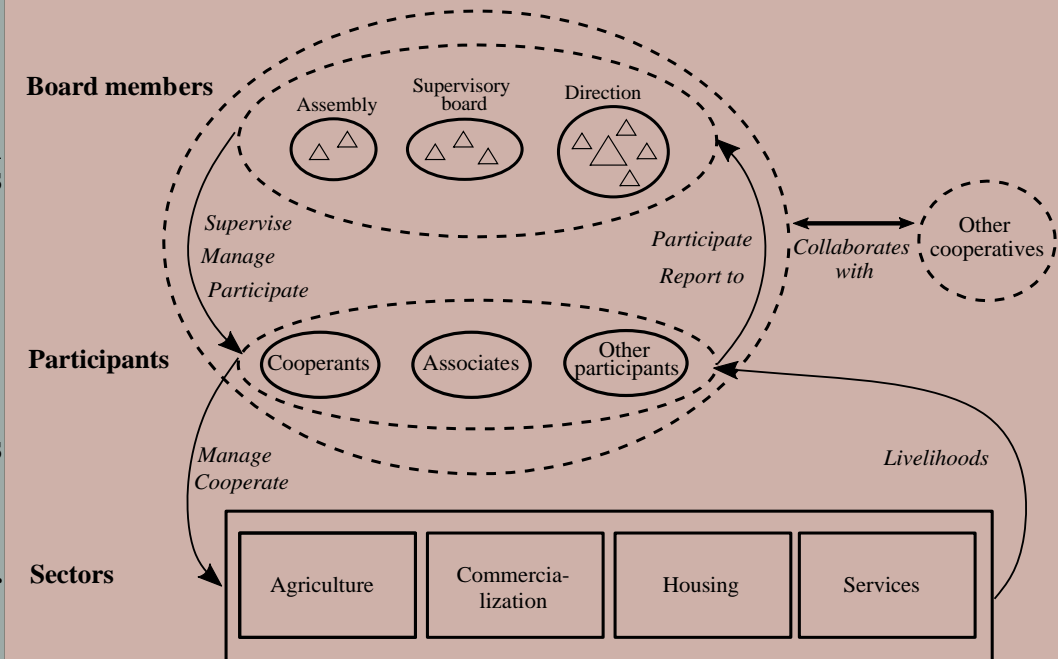 Board members
Assembly
Supervisory
board
Direction
Supervise
Manage
Participate
Participate
Report to
Collaborates
with
Other
cooperatives
Participants
Cooperants
Associates
Other
participants
Manage
Cooperate
Livelihoods
Sectors
Agriculture
Commercia-
lization
Housing
Services